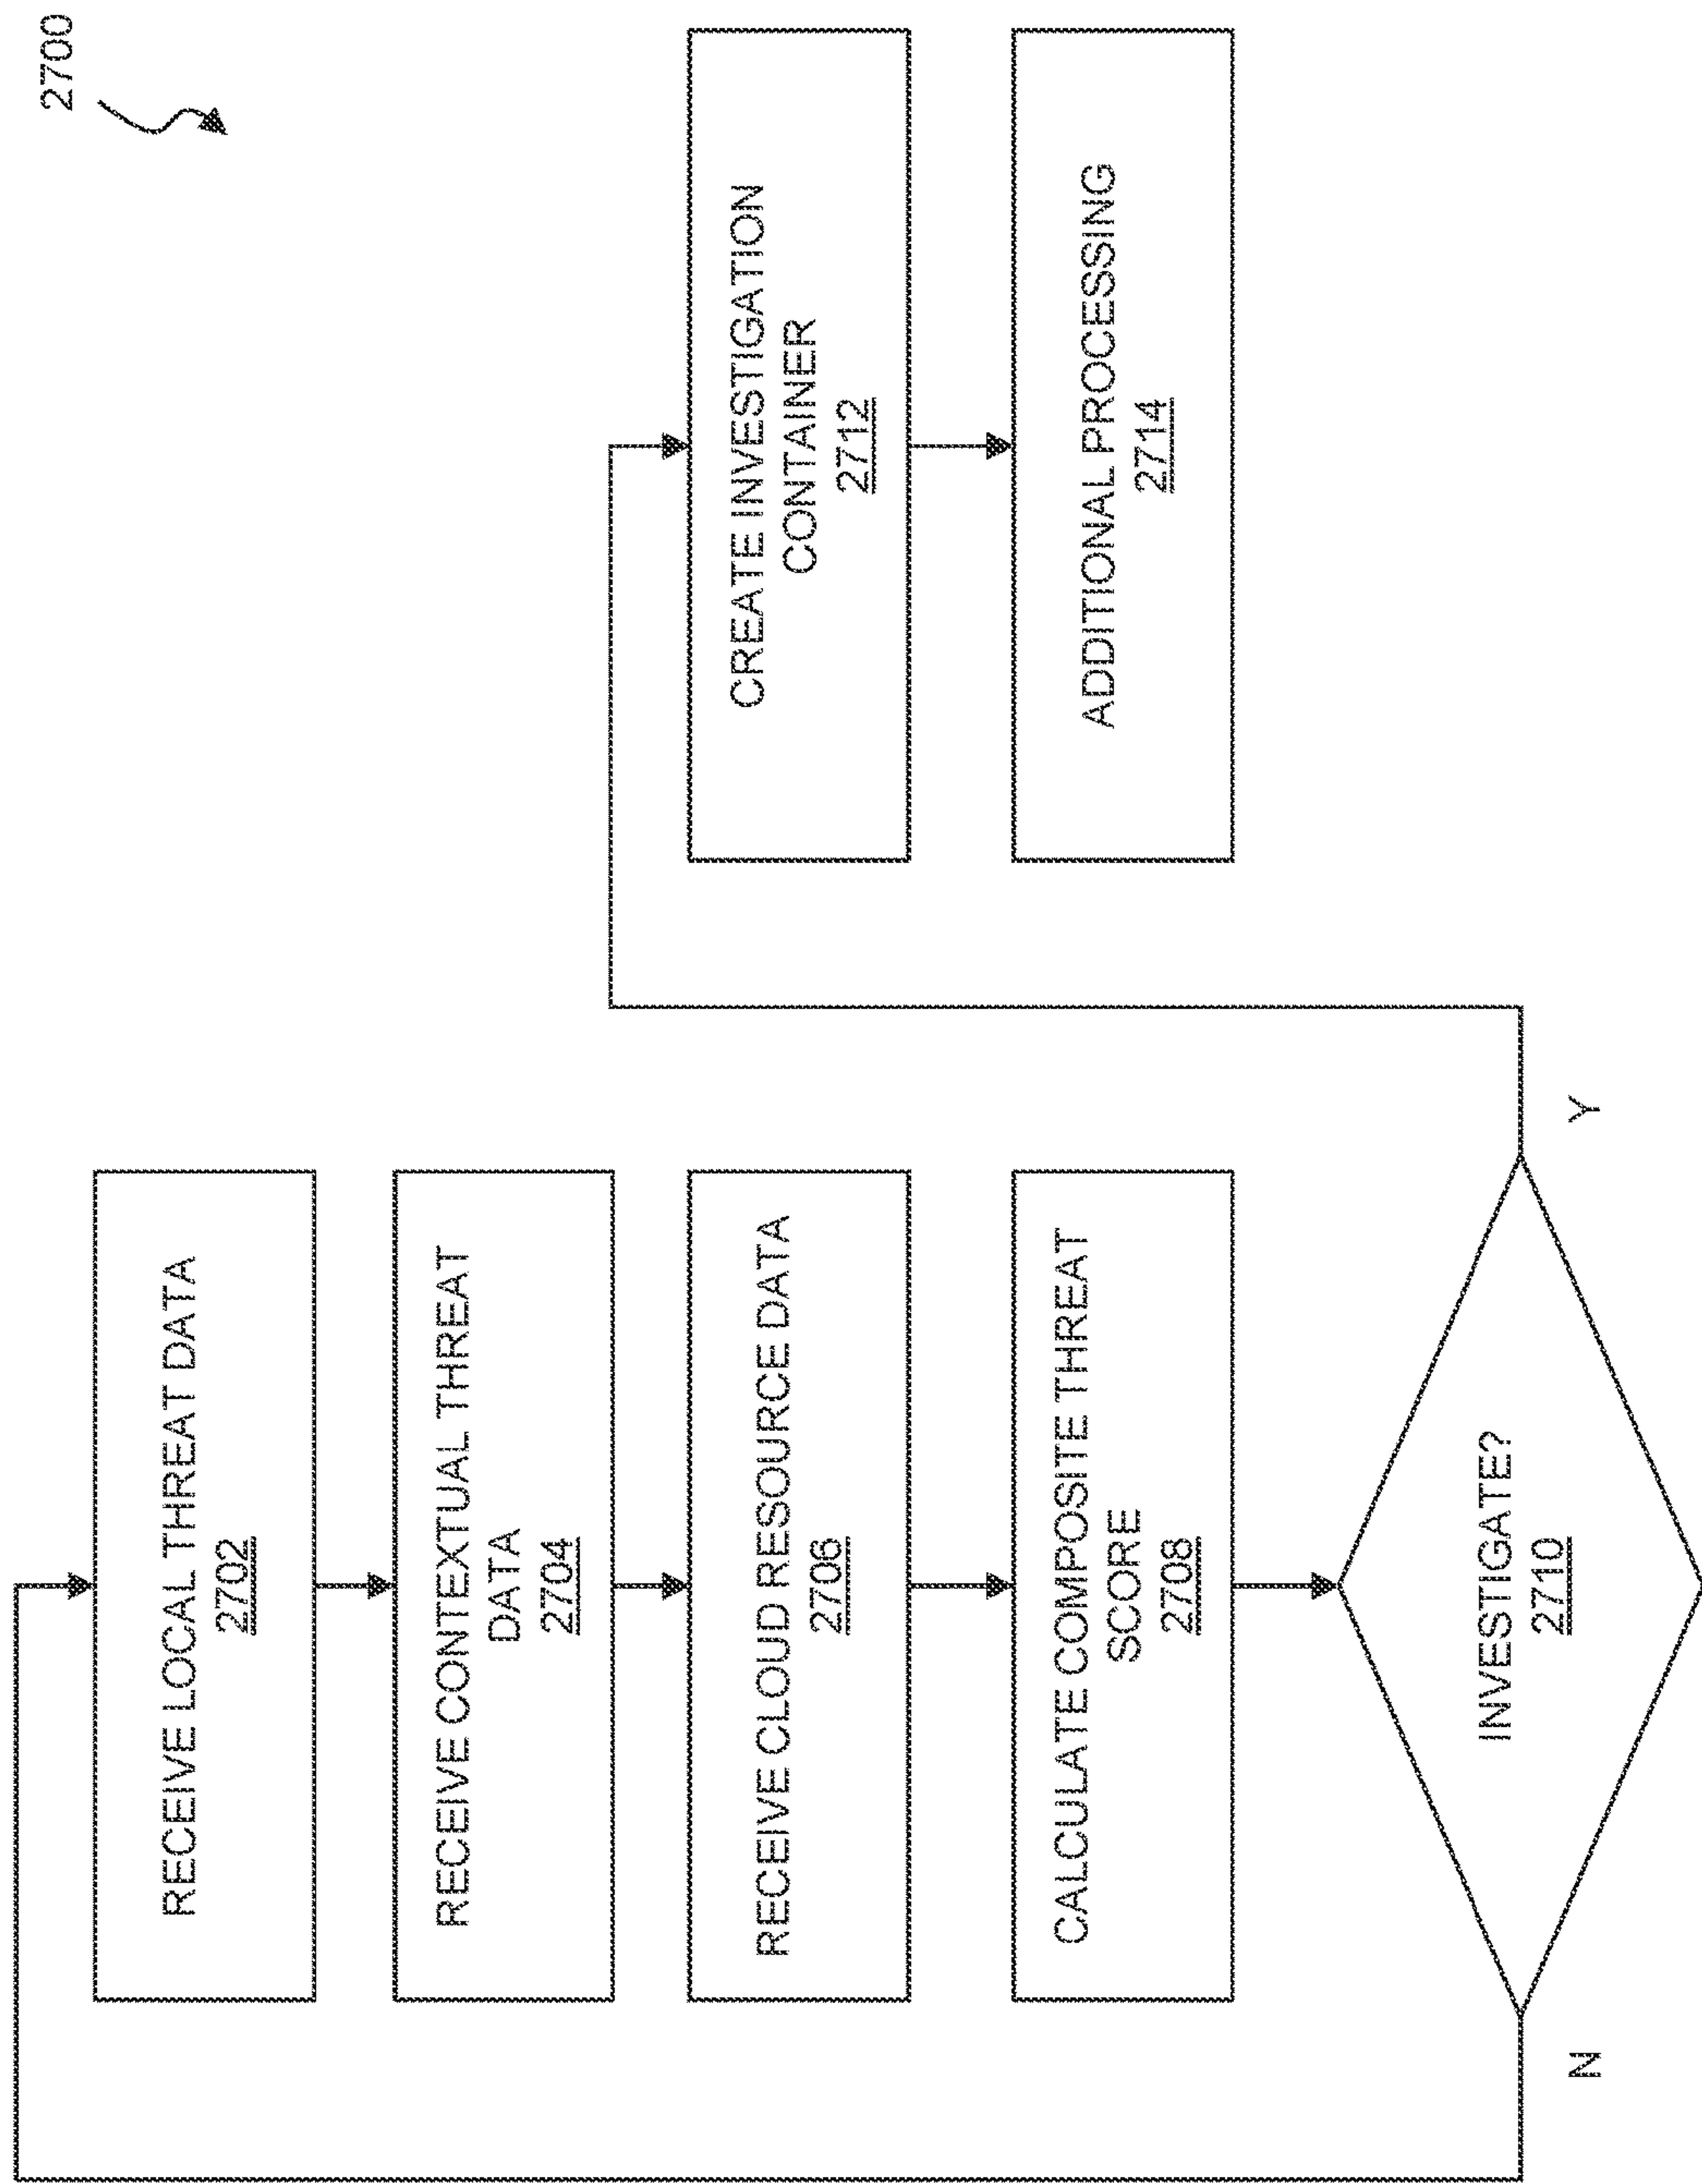 2700
RECEIVE LOCAL THREAT DATA
2702
RECEIVE CONTEXTUAL THREAT
DATA
2704
RECEIVE CLOUD RESOURCE DATA
2706
CALCULATE COMPOSITE THREAT
SCORE
2708
INVESTIGATE?
2710
N
Y
CREATE INVESTIGATION
CONTAINER
2712
ADDITIONAL PROCESSING
2714